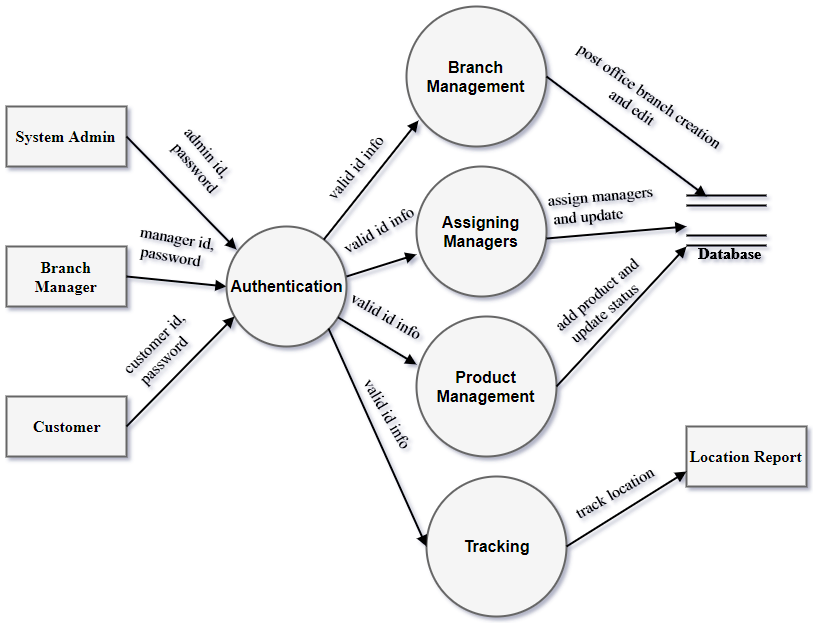 Branch
Management
post office branch creation
and edit
System Admin
admin id,
password
valid id info
Assigning
Managers
assign managers
and update
Database
manager id,
password
Branch
Manager
Authentication
valid id info
customer id,
password
valid id info
Product
Management
add product and
update status
Customer
valid id info
Location Report
track location
Tracking